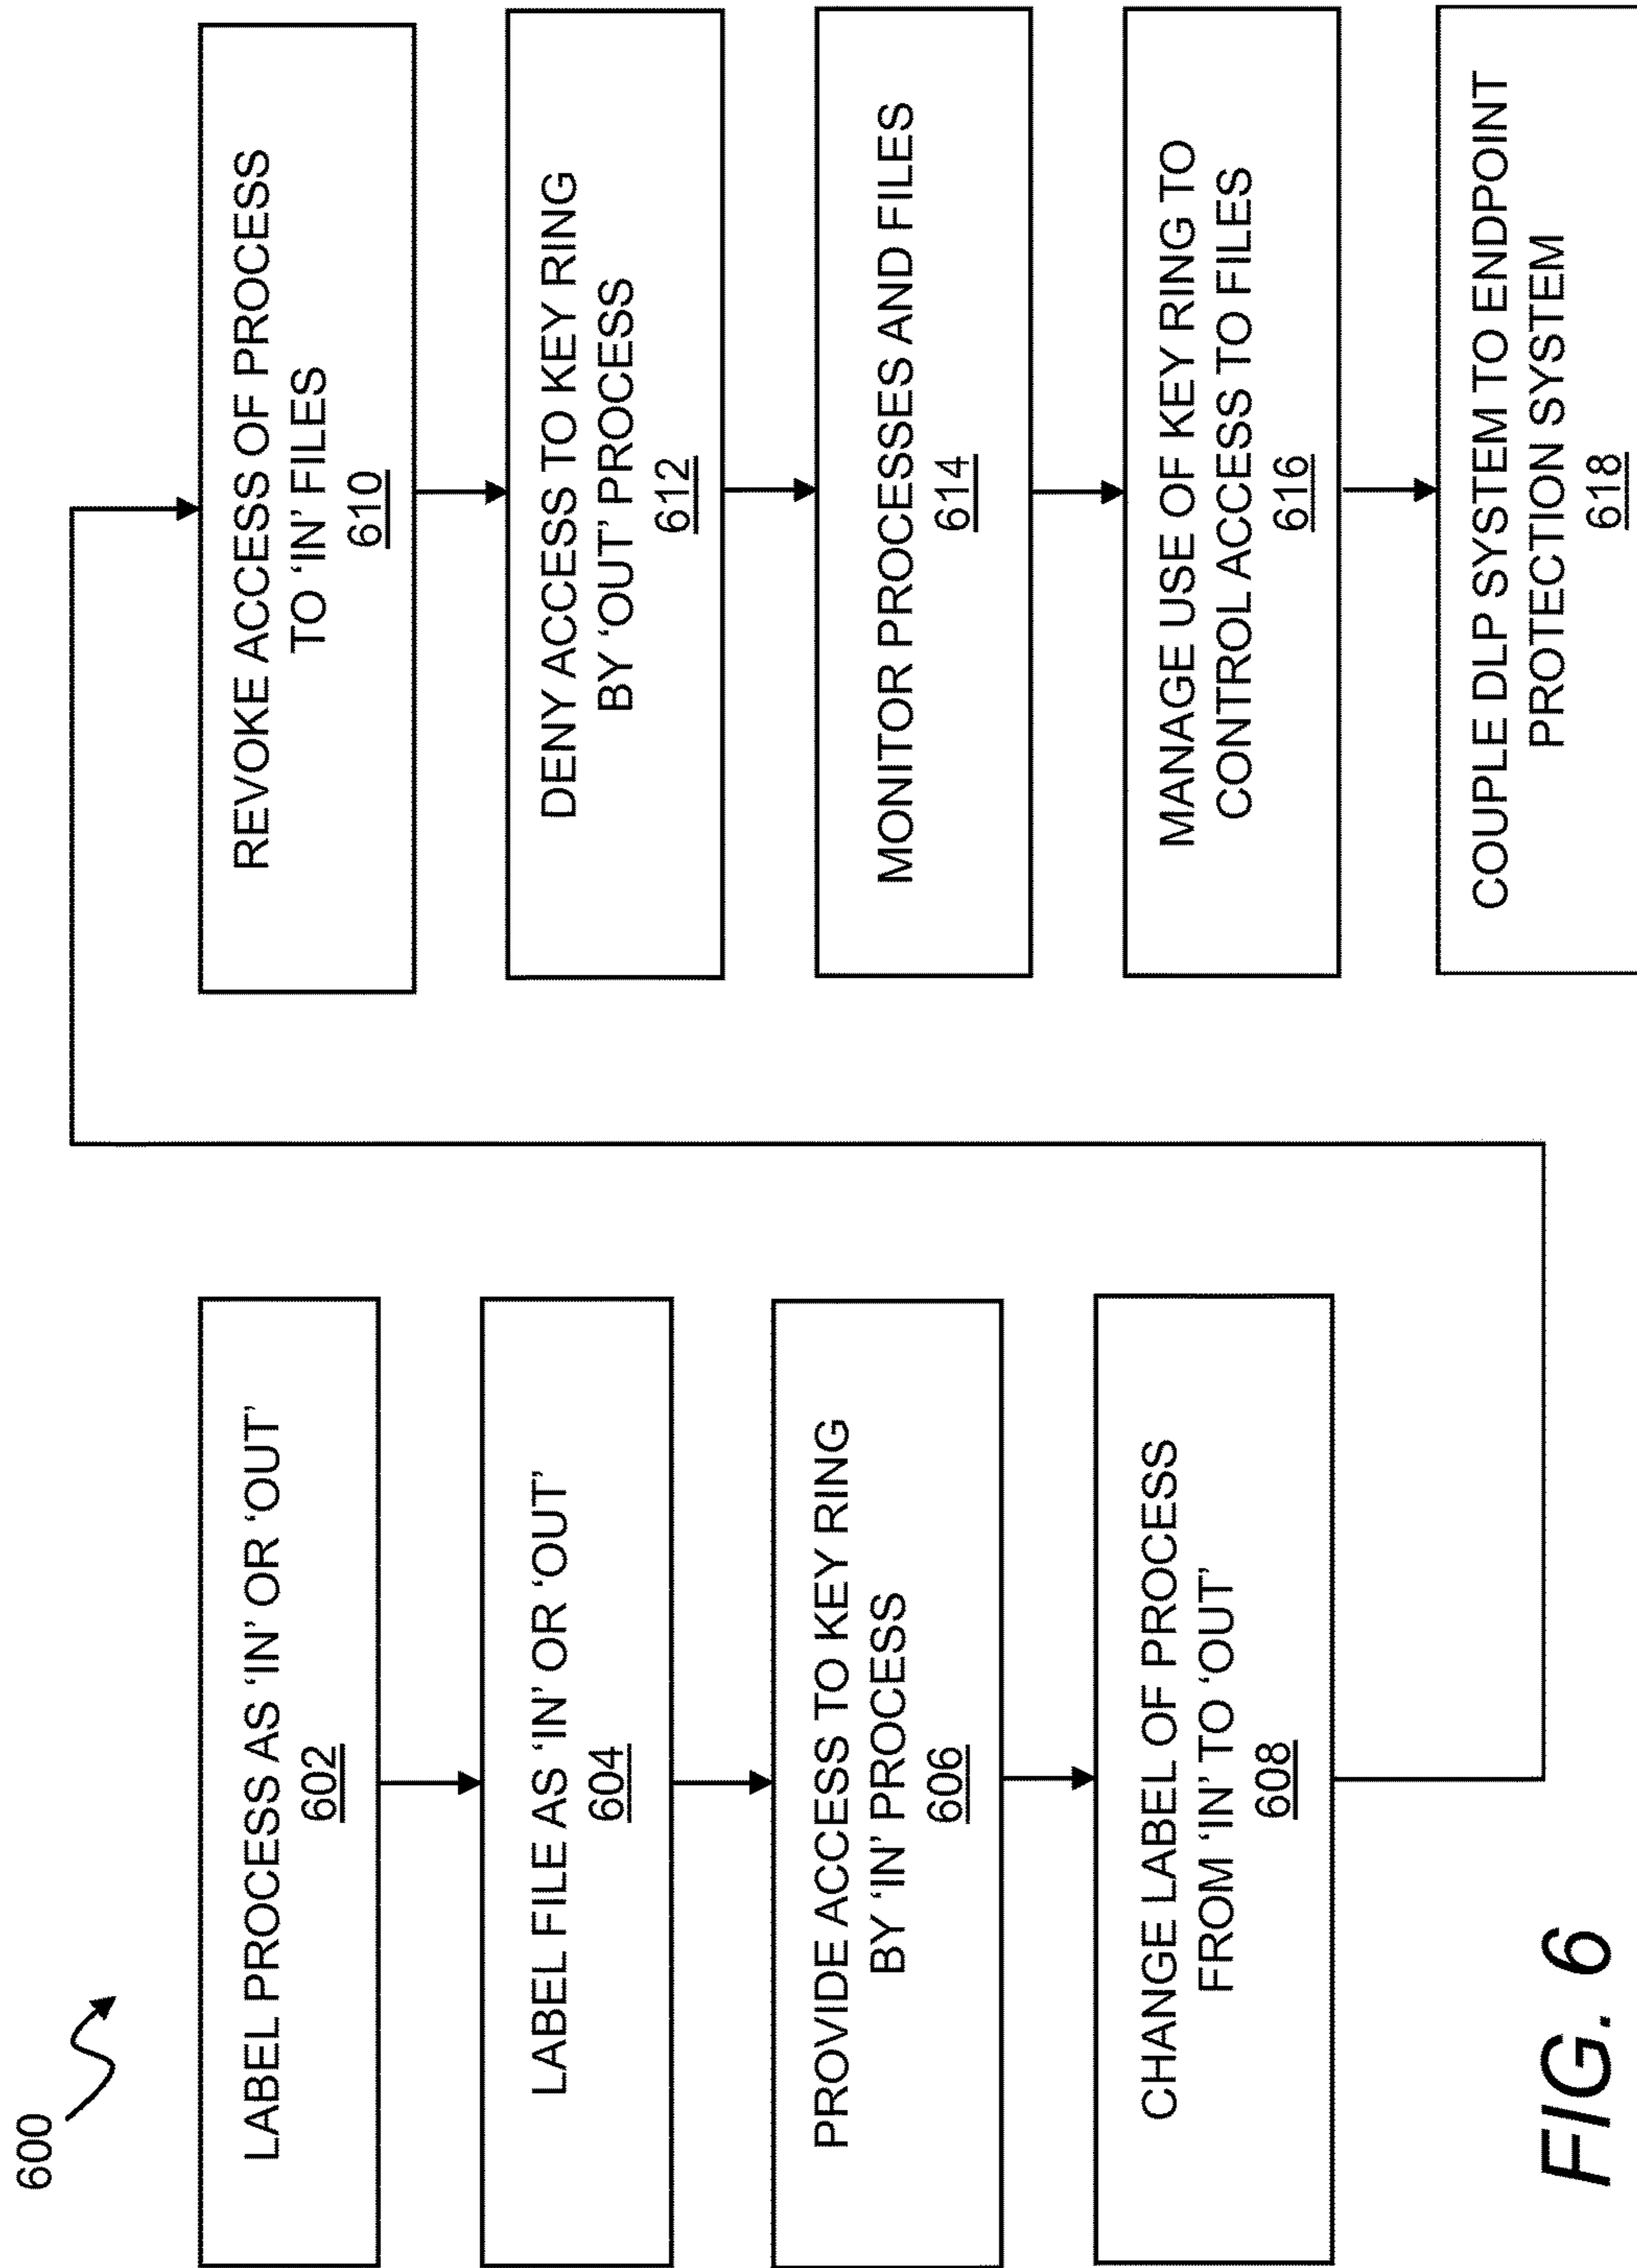 600
LABEL PROCESS AS ‘IN’ OR ‘OUT’
602
LABEL FILE AS ‘IN’ OR ‘OUT’
604
PROVIDE ACCESS TO KEY RING
BY ‘IN’ PROCESS
606
CHANGE LABEL OF PROCESS
FROM ‘IN’ TO ‘OUT’
608
REVOKE ACCESS OF PROCESS
TO ‘IN’ FILES
610
DENY ACCESS TO KEY RING
BY ‘OUT’ PROCESS
612
MONITOR PROCESSES AND FILES
614
MANAGE USE OF KEY RING TO
CONTROL ACCESS TO FILES
616
COUPLE DLP SYSTEM TO ENDPOINT
PROTECTION SYSTEM
618
FIG. 6